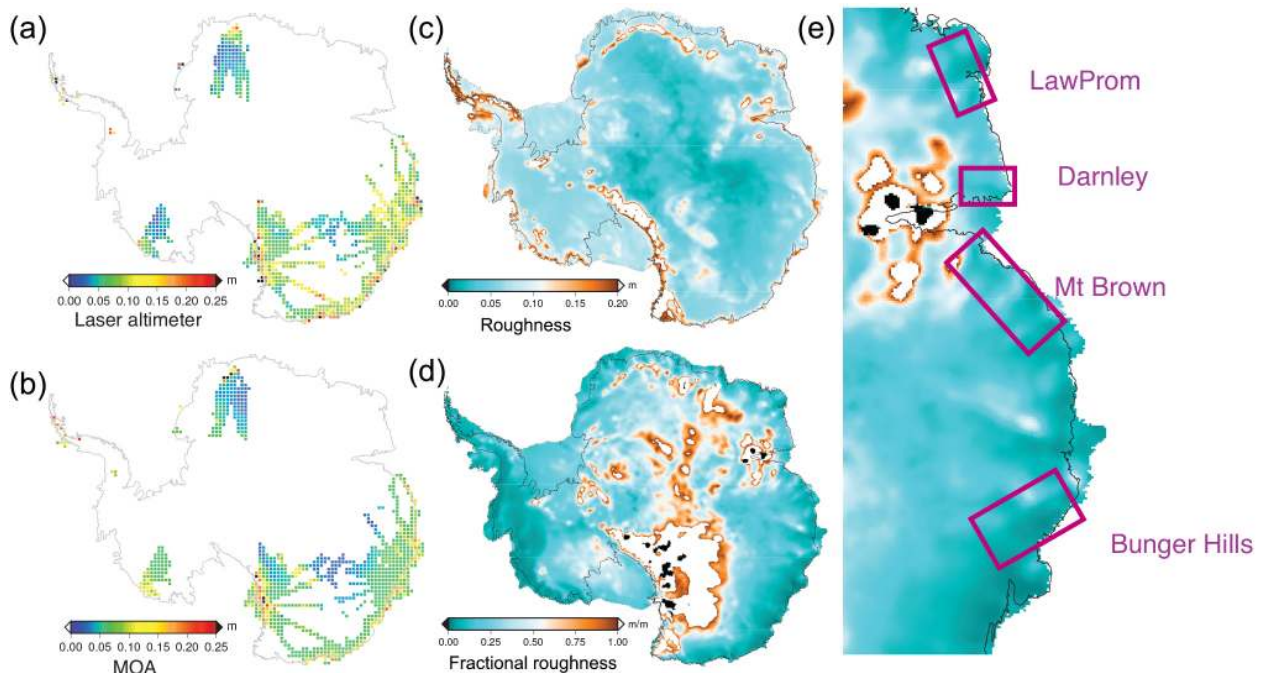 (a)
m
0.00 0.05 0.10 0.15 0.20 0.25
Laser altimeter
(b)
m
0.00 0.05 0.10 0.15 0.20 0.25
MOA
(c)
m
0.00 0.05 0.10 0.15 0.20
Roughness
(d)
m/m
0.00 0.25 0.50 0.75 1.00
Fractional roughness
(e)
LawProm
Darnley
Mt Brown
Bunger Hills